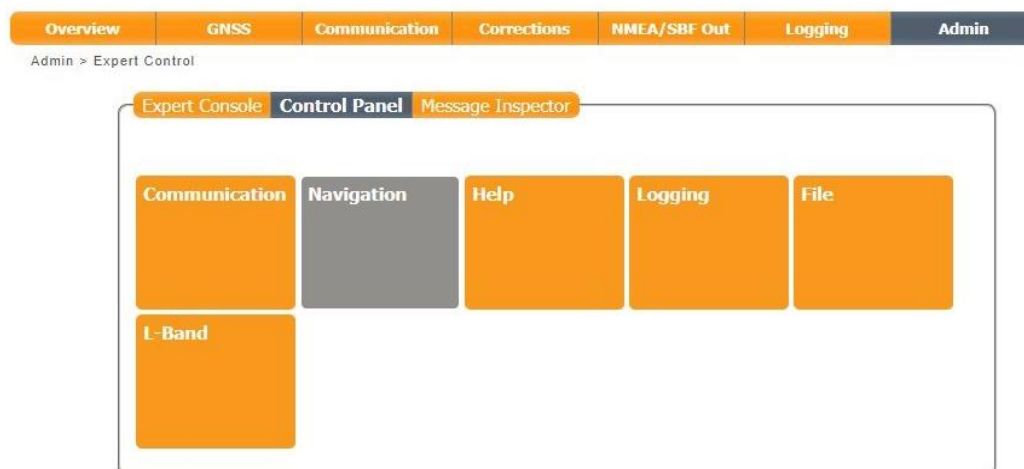 Overview GNSS Communication Corrections NMEA/SBF Out Logging Admin
Admin > Expert Control
Expert Console Control Panel Message Inspector
Communication Navigation Help Logging File
L-Band